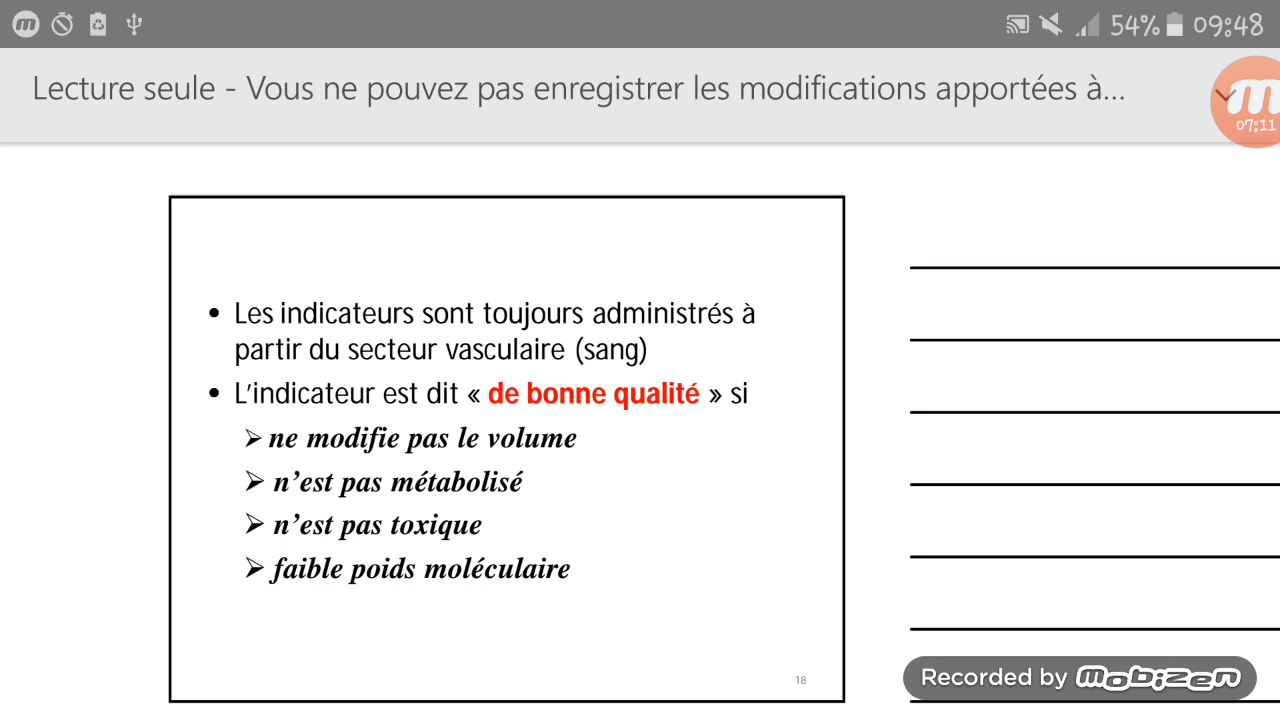 54% 09:48
Lecture seule - Vous ne pouvez pas enregistrer les modifications apportées à...
m
07:11
• Les indicateurs sont toujours administrés à
partir du secteur vasculaire (sang)
• L'indicateur est dit « de bonne qualité » si
➢ ne modifie pas le volume
➢ n'est pas métabolisé
➢ n'est pas toxique
➢ faible poids moléculaire
18
Recorded by mobizen